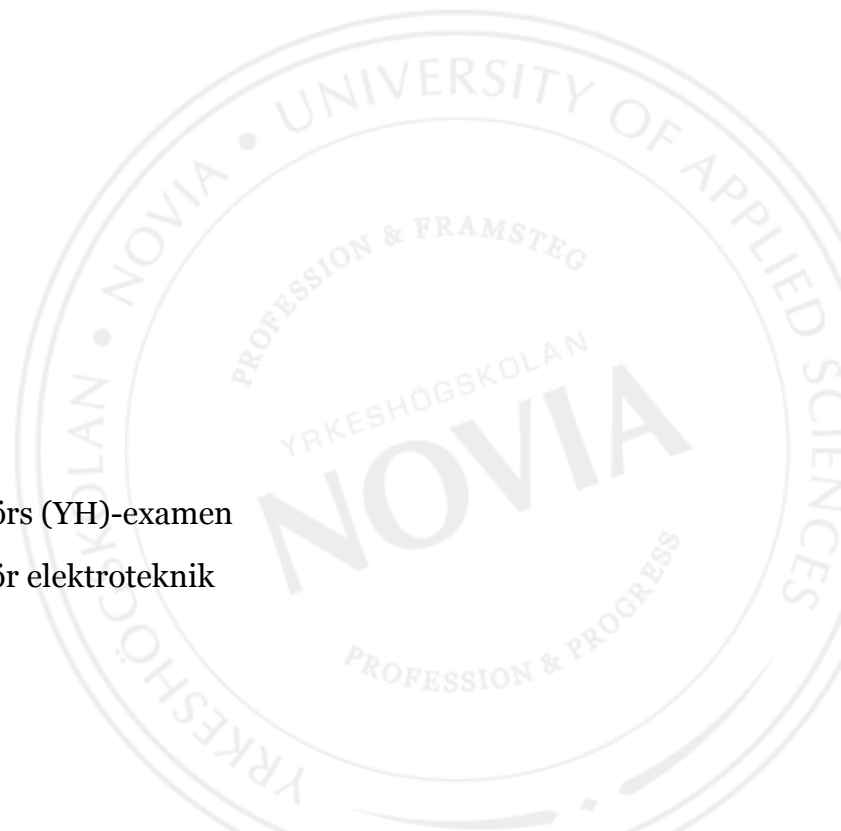 UNIVERSITY OF APPLIED SCIENCES
YRKESHÖGSKOLAN • NOVIA •
PROFESSION & FRAMSTEG
YRKESHÖGSKOLAN
NOVIA
PROFESSION & PROGRESS
örs (YH)-examen
ör elektroteknik